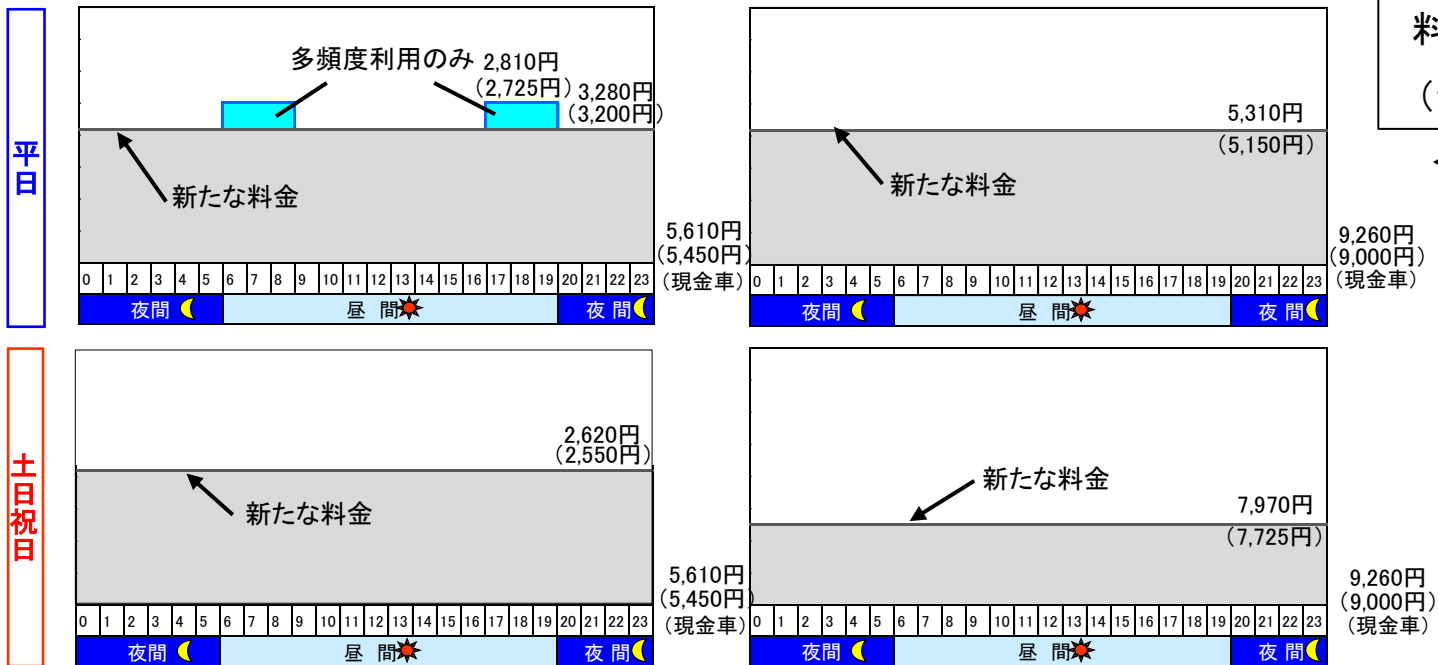 平日
多頻度利用のみ
2,810円
(2,725円)
3,280円
(3,200円)
新たな料金
5,610円
(5,450円)
(現金車)
0 1 2 3 4 5 6 7 8 9 10 11 12 13 14 15 16 17 18 19 20 21 22 23
夜間 昼間 夜間
5,310円
(5,150円)
新たな料金
9,260円
(9,000円)
(現金車)
0 1 2 3 4 5 6 7 8 9 10 11 12 13 14 15 16 17 18 19 20 21 22 23
夜間 昼間 夜間
料
(
土日祝日
2,620円
(2,550円)
新たな料金
5,610円
(5,450円)
(現金車)
0 1 2 3 4 5 6 7 8 9 10 11 12 13 14 15 16 17 18 19 20 21 22 23
夜間 昼間 夜間
新たな料金
7,970円
(7,725円)
9,260円
(9,000円)
(現金車)
0 1 2 3 4 5 6 7 8 9 10 11 12 13 14 15 16 17 18 19 20 21 22 23
夜間 昼間 夜間